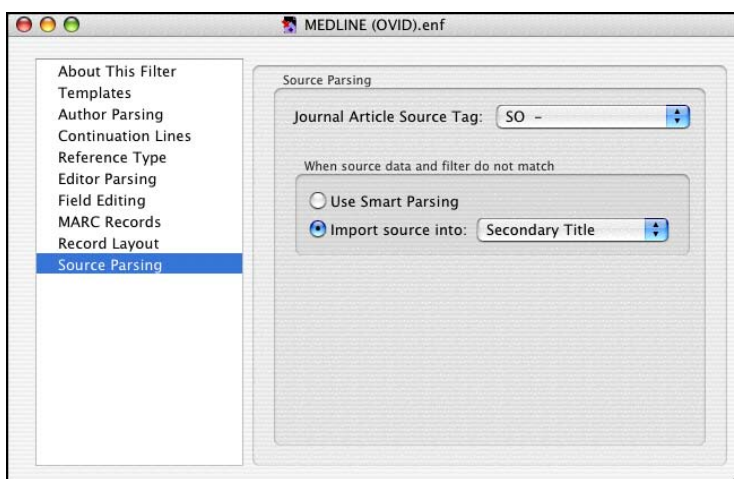 MEDLINE (OVID).enf
About This Filter
Templates
Author Parsing
Continuation Lines
Reference Type
Editor Parsing
Field Editing
MARC Records
Record Layout
Source Parsing
Source Parsing
Journal Article Source Tag: SO -
When source data and filter do not match
Use Smart Parsing
Import source into: Secondary Title